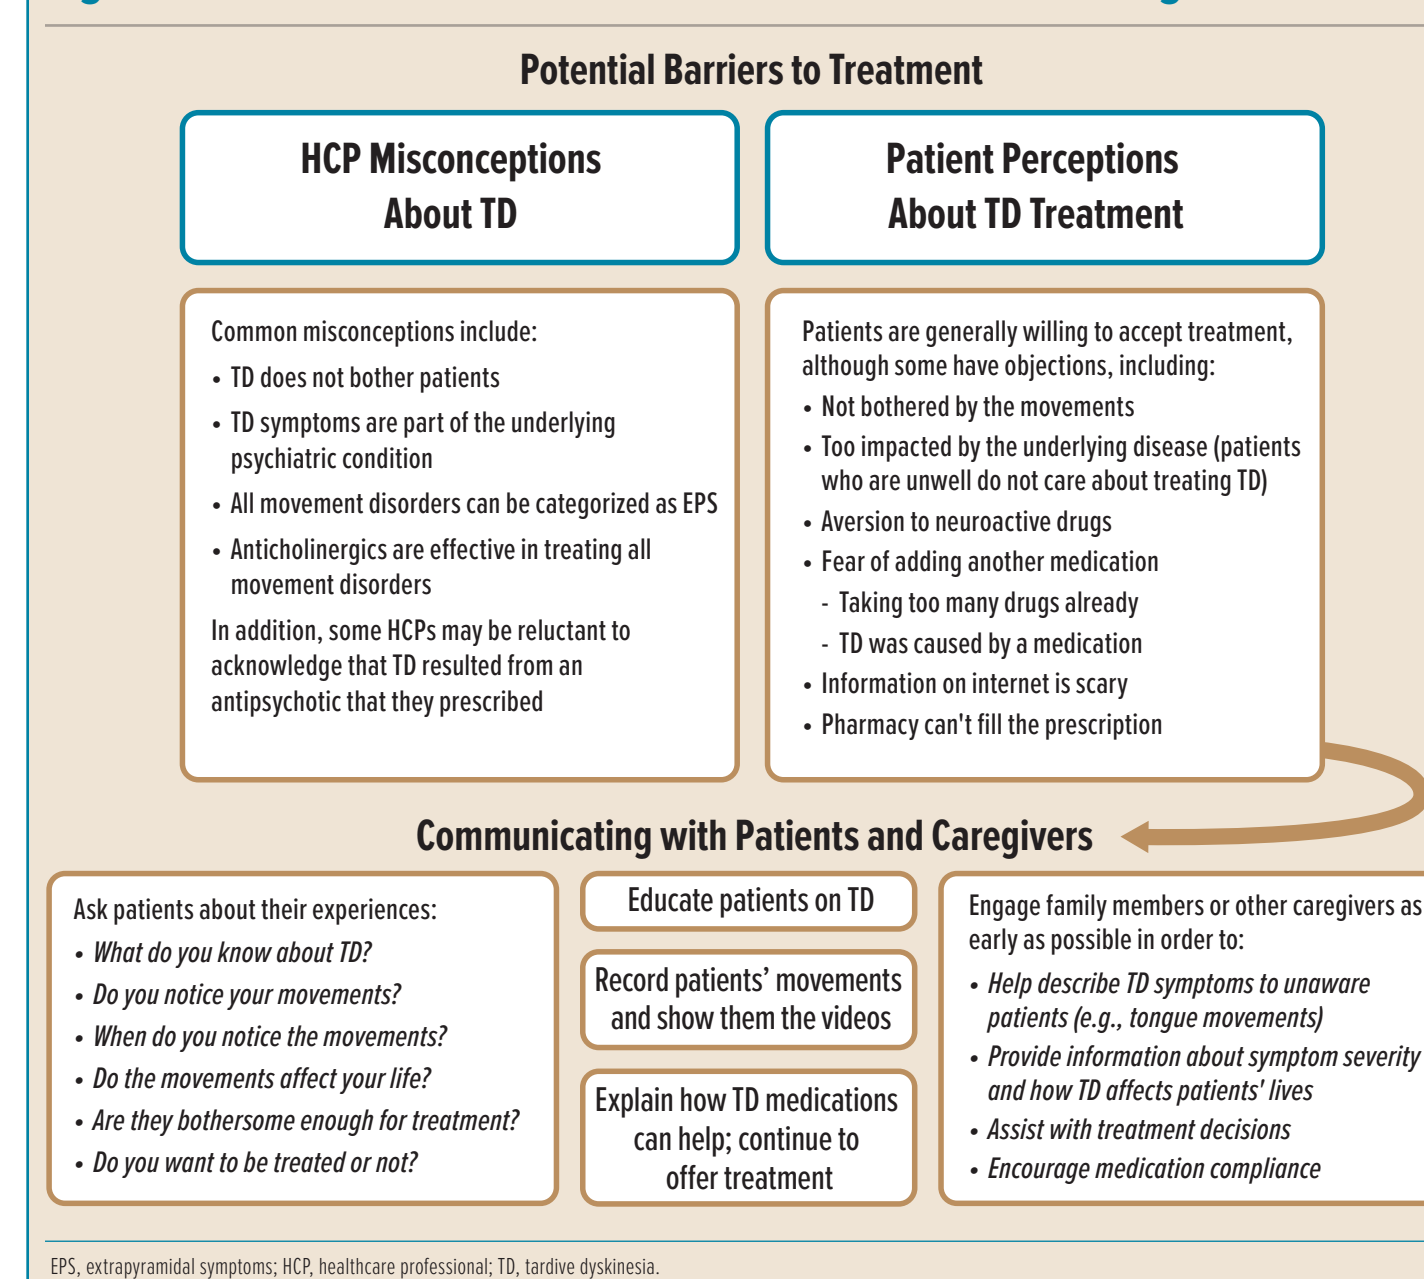 Potential Barriers to Treatment
HCP Misconceptions
About TD
Common misconceptions include:
• TD does not bother patients
• TD symptoms are part of the underlying
psychiatric condition
• All movement disorders can be categorized as EPS
• Anticholinergics are effective in treating all
movement disorders
In addition, some HCPs may be reluctant to
acknowledge that TD resulted from an
antipsychotic that they prescribed
Patient Perceptions
About TD Treatment
Patients are generally willing to accept treatment,
although some have objections, including:
• Not bothered by the movements
• Too impacted by the underlying disease (patients
who are unwell do not care about treating TD)
• Aversion to neuroactive drugs
• Fear of adding another medication
- Taking too many drugs already
- TD was caused by a medication
• Information on internet is scary
• Pharmacy can't fill the prescription
Communicating with Patients and Caregivers
Ask patients about their experiences:
• What do you know about TD?
• Do you notice your movements?
• When do you notice the movements?
• Do the movements affect your life?
• Are they bothersome enough for treatment?
• Do you want to be treated or not?
Educate patients on TD
Record patients’ movements
and show them the videos
Explain how TD medications
can help; continue to
offer treatment
Engage family members or other caregivers as
early as possible in order to:
• Help describe TD symptoms to unaware
patients (e.g., tongue movements)
• Provide information about symptom severity
and how TD affects patients' lives
• Assist with treatment decisions
• Encourage medication compliance
EPS, extrapyramidal symptoms; HCP, healthcare professional; TD, tardive dyskinesia.